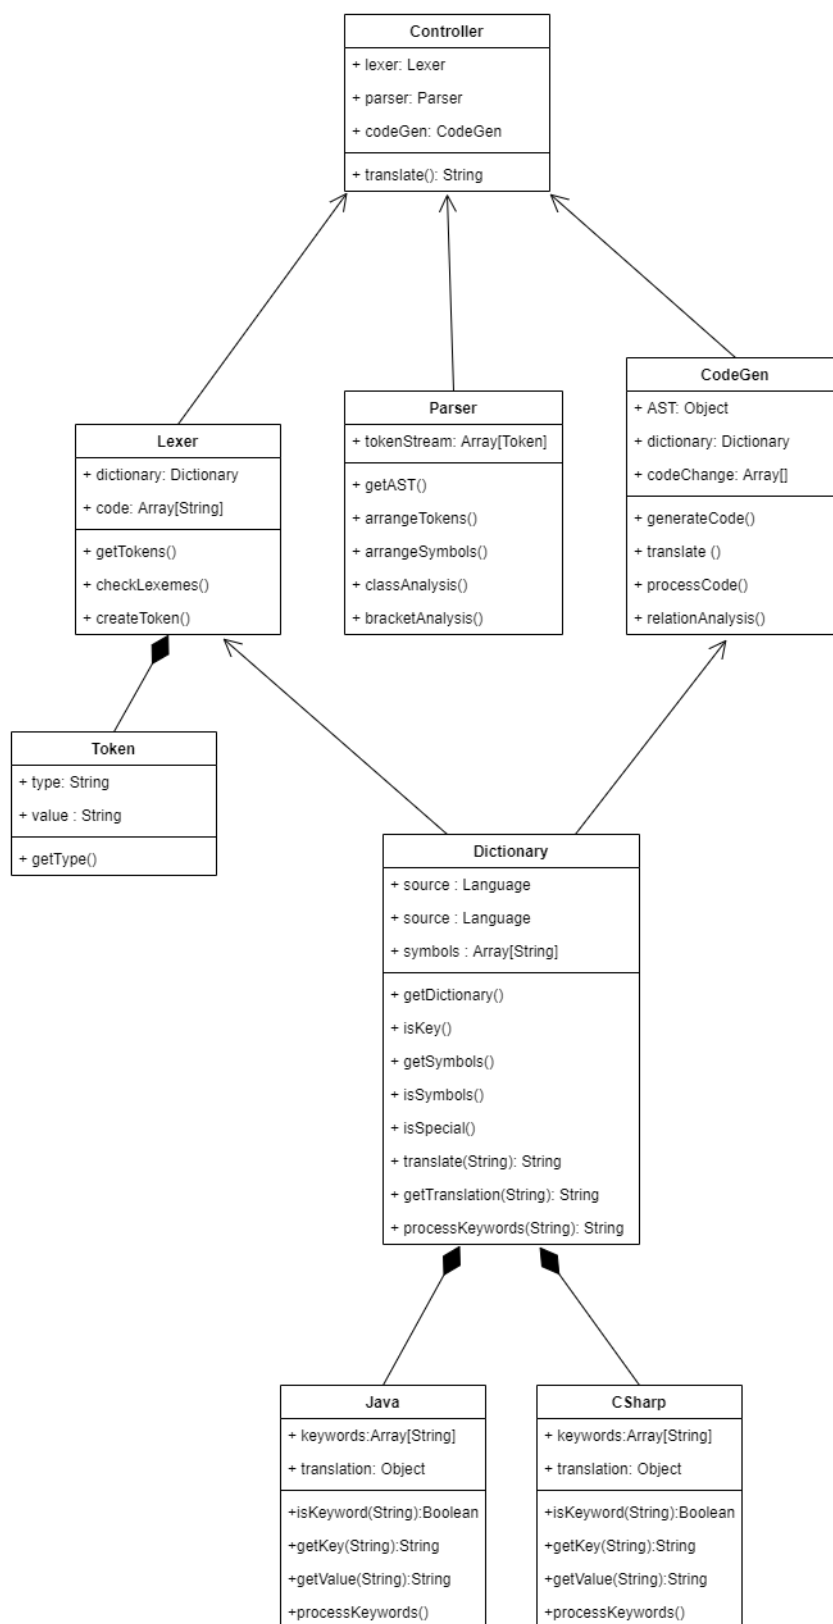 Controller
+ lexer: Lexer
+ parser: Parser
+ codeGen: CodeGen
+ translate(): String
Lexer
+ dictionary: Dictionary
+ code: Array[String]
+ getTokens()
+ checkLexemes()
+ createToken()
Parser
+ tokenStream: Array[Token]
+ getAST()
+ arrangeTokens()
+ arrangeSymbols()
+ classAnalysis()
+ bracketAnalysis()
CodeGen
+ AST: Object
+ dictionary: Dictionary
+ codeChange: Array[]
+ generateCode()
+ translate ()
+ processCode()
+ relationAnalysis()
Token
+ type: String
+ value : String
+ getType()
Dictionary
+ source : Language
+ source : Language
+ symbols : Array[String]
+ getDictionary()
+ isKey()
+ getSymbols()
+ isSymbols()
+ isSpecial()
+ translate(String): String
+ getTranslation(String): String
+ processKeywords(String): String
Java
+ keywords:Array[String]
+ translation: Object
+isKeyword(String):Boolean
+getKey(String):String
+getValue(String):String
+processKeywords()
CSharp
+ keywords:Array[String]
+ translation: Object
+isKeyword(String):Boolean
+getKey(String):String
+getValue(String):String
+processKeywords()